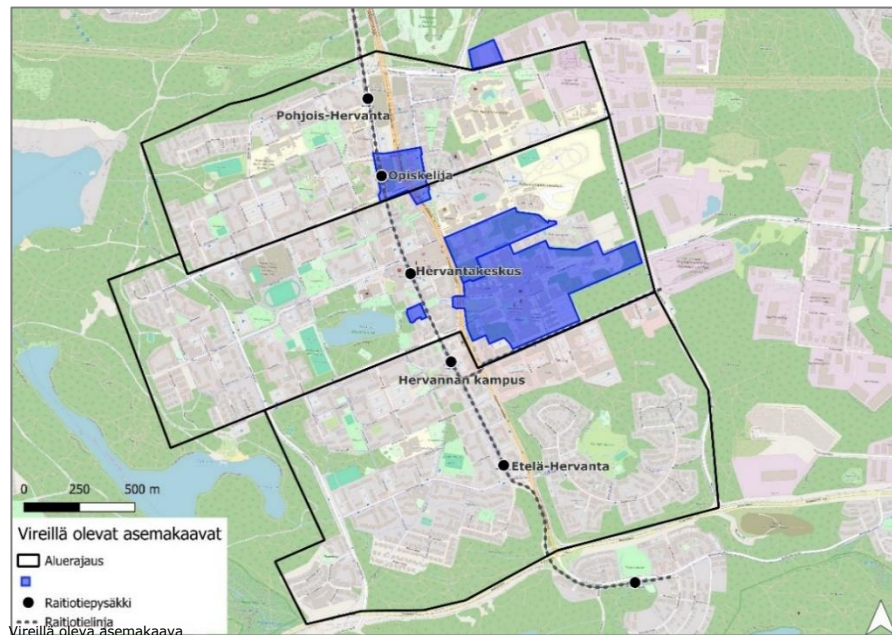 Pohjois-Hervanta
Opiskelija
Hervantakeskus
Hervannan kampus
Etelä-Hervanta
0 250 500 m
Vireillä olevat asemakaavat
Aluerajaus
Raitiotiepysäkki
Raitiotielinja
Vireillä oleva asemakaava